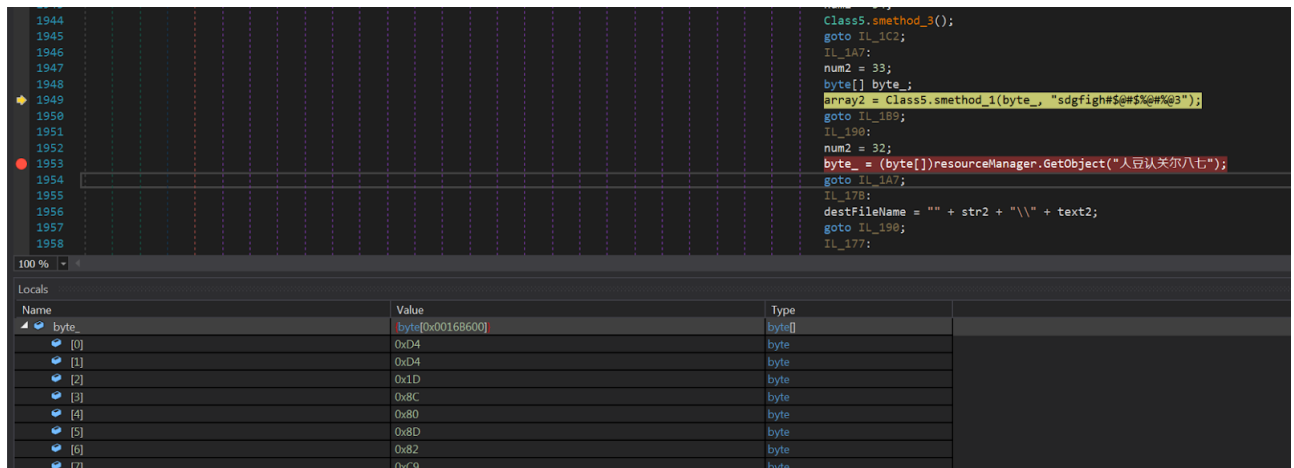 1944 Class5.smethod_3();
1945 goto IL_1C2;
1946 IL_1A7:
1947 num2 = 33;
1948 byte[] byte_;
1949 array2 = Class5.smethod_1(byte_, "sdgfigh#$@#$%@#%@3");
1950 goto IL_1B9;
1951 IL_190:
1952 num2 = 32;
1953 byte_ = (byte[])resourceManager.GetObject("人豆认关尔八七");
1954 goto IL_1A7;
1955 IL_17B:
1956 destFileName = "" + str2 + "\\" + text2;
1957 goto IL_190;
1958 IL_177:
100 %
Locals
Name Value Type
byte_ {byte[0x0016B600]} byte[]
[0] 0xD4 byte
[1] 0xD4 byte
[2] 0x1D byte
[3] 0x8C byte
[4] 0x80 byte
[5] 0x8D byte
[6] 0x82 byte
[7] 0xC9 byte